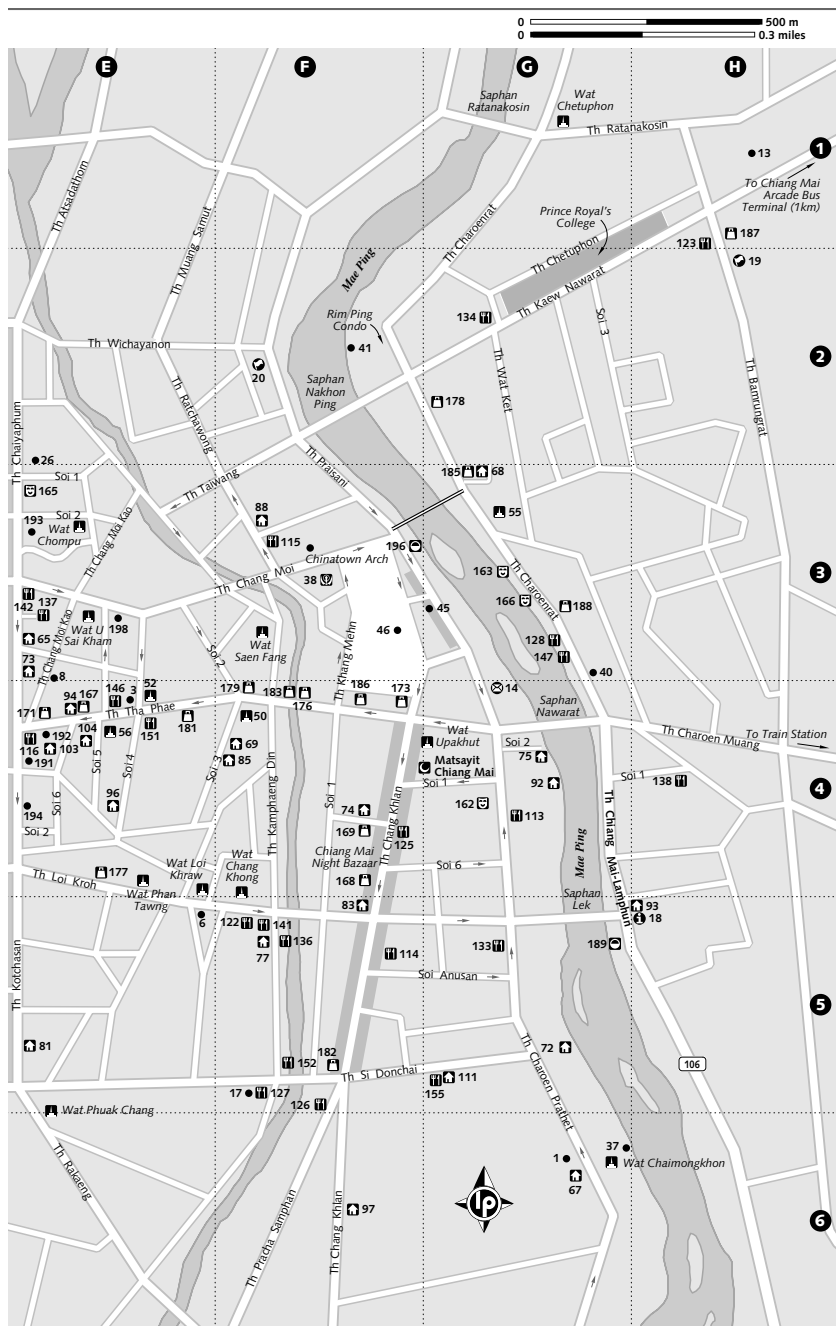 0 500 m
0 0.3 miles
E F G H
Saphan
Ratanakosin
Wat
Chetuphon
Th Ratanakosin
1
13
To Chiang Mai
Arcade Bus
Terminal (1km)
Th Atsadathorn
Th Muang Samut
Th Charoenrat
Prince Royal's
College
187
123
19
Th Chetuphon
Mae Ping
Th Kaew Nawarat
134
Rim Ping
Condo
41
Soi 3
Th Wichayanon
20
2
Saphan
Nakhon
Ping
Th Ratchawong
Th Wat Ket
Th Bamrungrat
178
Th Chaiyaphum
26
Th Praisani
185 68
Soi 1
165
Th Taiwang
88
55
Soi 2
193
Wat
Chompu
Th Chang Moi Kao
115
Chinatown Arch
196
3
Th Chang Moi
38
163
Th Charoenrat
166
188
142 137
45
198
Wat U
Sai Kham
65
Th Chang Moi Kao
Wat
Saen Fang
46
128
147
73
8
Soi 2
Th Khang Mehn
40
94 167 146 3 52
179 183 176
186 173
14
Saphan
Nawarat
171
Th Tha Phae
181
50
116 192 103 104 56 151
191
Wat
Upakhut
Th Charoen Muang
To Train Station
69
85
Matsayit
Chiang Mai
Soi 2
75
Soi 1
92
Soi 1
138
4
Soi 5
Soi 4
Soi 3
Soi 6
96
194
Soi 2
Th Kamphaeng Din
Soi 1
74
169
162
113
125
Th Chang Khlan
Chiang Mai
Night Bazaar
Mae Ping
Th Chiang Mai-Lamphun
177
Wat Loi
Khraw
Wat
Chang
Khong
168
Soi 6
Th Loi Kroh
Wat Phan
Tawng
83
Saphan
Lek
93
18
6
122 141
136
77
114
133
189
Th Kotchasan
Soi Anusan
5
81
152
182
Th Si Donchai
72
Th Charoen Prathet
106
17 127
126
155
111
Wat Phuak Chang
Th Rakaeng
1
37
Wat Chaimongkhon
67
lp
97
Th Pracha Samphan
Th Chang Khlan
6